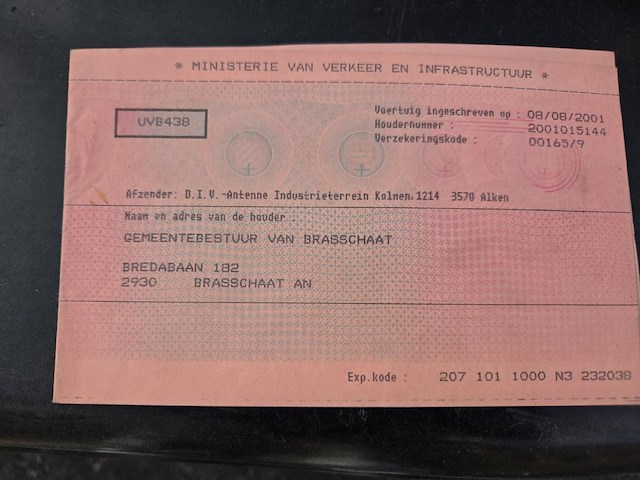 * MINISTERIE VAN VERKEER EN INFRASTRUCTUUR *
UVB438
Voertuig ingeschreven op : 08/08/2001
Houdernummer : 2001015144
Verzekeringskode : 00165/9
Afzender: D.I.V.-Antenne Industrieterrein Kolmen,1214 3570 Alken
Naam en adres van de houder :
GEMEENTEBESTUUR VAN BRASSCHAAT
BREDABAAN 182
2930 BRASSCHAAT AN
Exp.kode : 207 101 1000 N3 232038